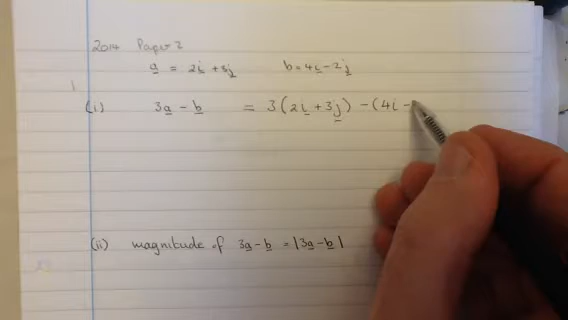 2014 Paper 2
a = 2i + 3j b = 4i - 2j
(i) 3a - b = 3(2i + 3j) - (4i -
(ii) magnitude of 3a - b = |3a - b|